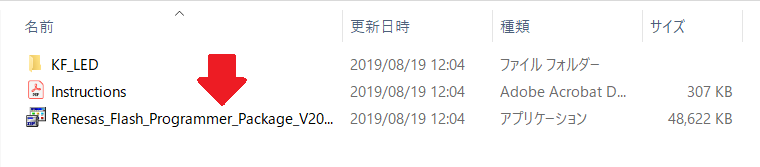 名前 更新日時 種類 サイズ
KF_LED 2019/08/19 12:04 ファイル フォルダー
Instructions 2019/08/19 12:04 Adobe Acrobat D... 307 KB
Renesas_Flash_Programmer_Package_V20... 2019/08/19 12:04 アプリケーション 48,622 KB